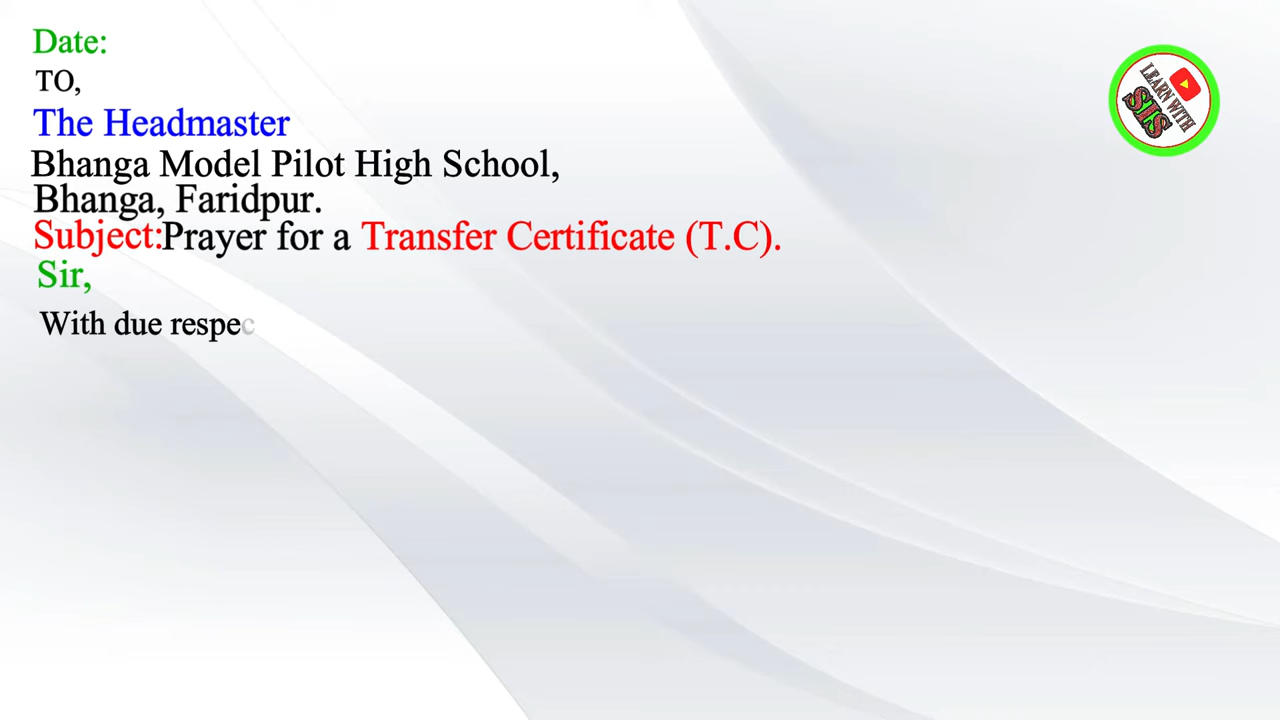 Date:
TO,
The Headmaster
Bhanga Model Pilot High School,
Bhanga, Faridpur.
Subject:Prayer for a Transfer Certificate (T.C).
Sir,
With due respec
LEARN WITH
SIS